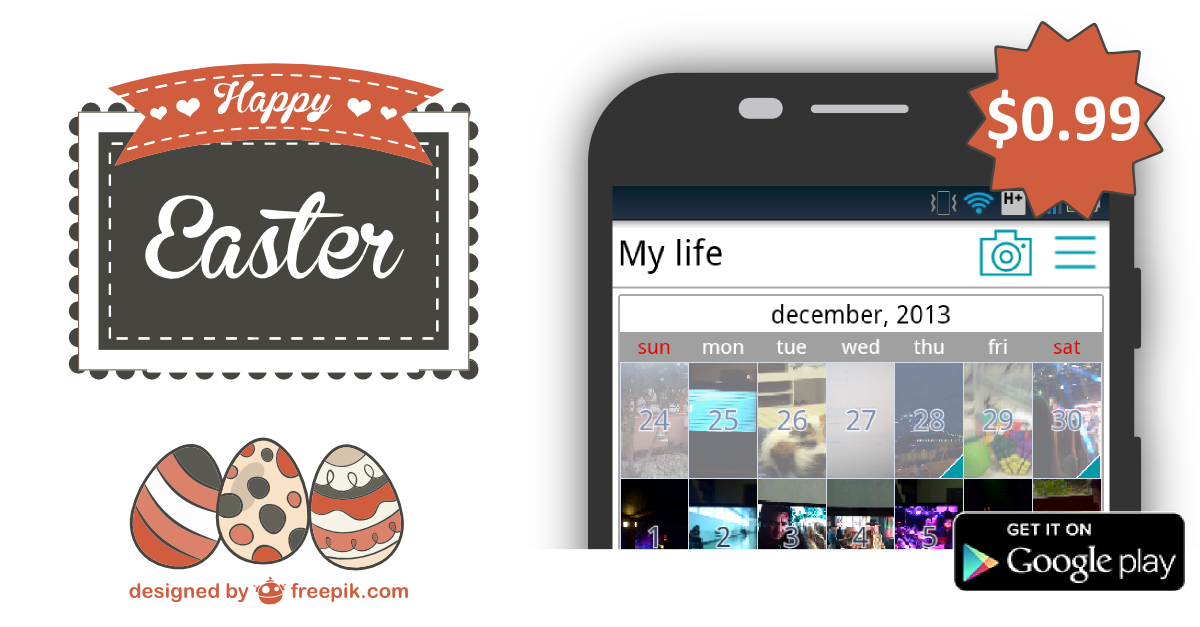 Happy
Easter
designed by freepik.com
$0.99
H+
My life
december, 2013
sun mon tue wed thu fri sat
24 25 26 27 28 29 30
1 2 3 4 5
GET IT ON
Google play